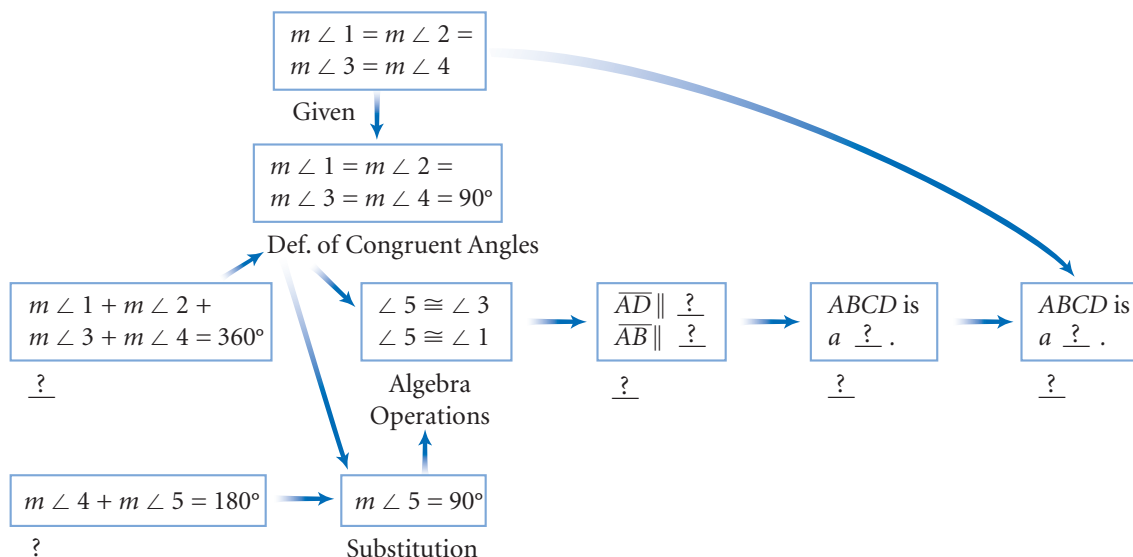 m ∠ 1 = m ∠ 2 =
m ∠ 3 = m ∠ 4
Given
m ∠ 1 = m ∠ 2 =
m ∠ 3 = m ∠ 4 = 90°
Def. of Congruent Angles
m ∠ 1 + m ∠ 2 +
m ∠ 3 + m ∠ 4 = 360°
?
∠ 5 ≅ ∠ 3
∠ 5 ≅ ∠ 1
Algebra
Operations
AD ∥ ?
AB ∥ ?
?
ABCD is
a ? .
?
ABCD is
a ? .
?
m ∠ 4 + m ∠ 5 = 180°
?
m ∠ 5 = 90°
Substitution